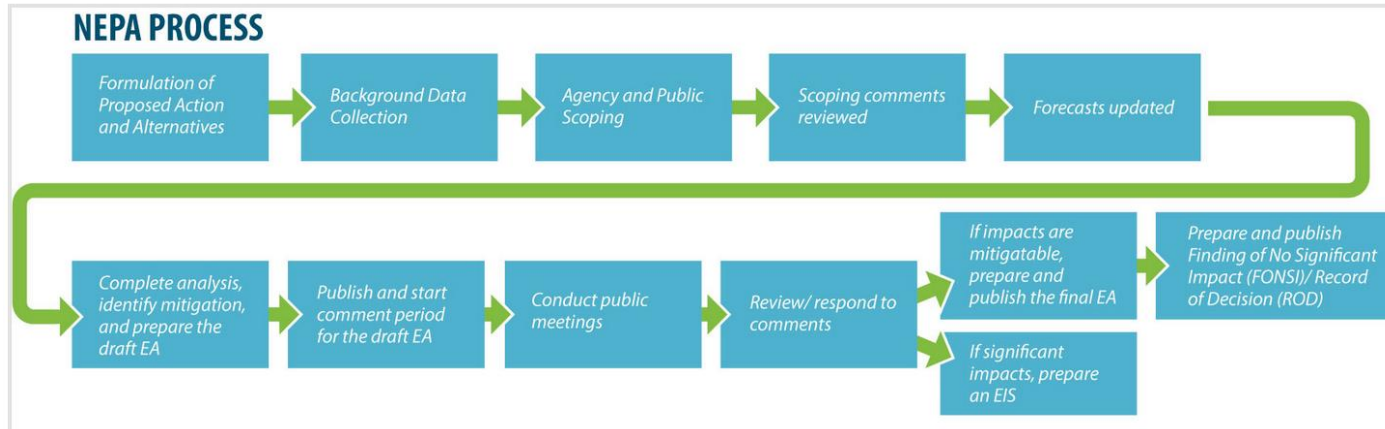 NEPA PROCESS
Formulation of
Proposed Action
and Alternatives
Background Data
Collection
Agency and Public
Scoping
Scoping comments
reviewed
Forecasts updated
Complete analysis,
identify mitigation,
and prepare the
draft EA
Publish and start
comment period
for the draft EA
Conduct public
meetings
Review/ respond to
comments
If impacts are
mitigatable,
prepare and
publish the final EA
Prepare and publish
Finding of No Significant
Impact (FONSI)/ Record
of Decision (ROD)
If significant
impacts, prepare
an EIS